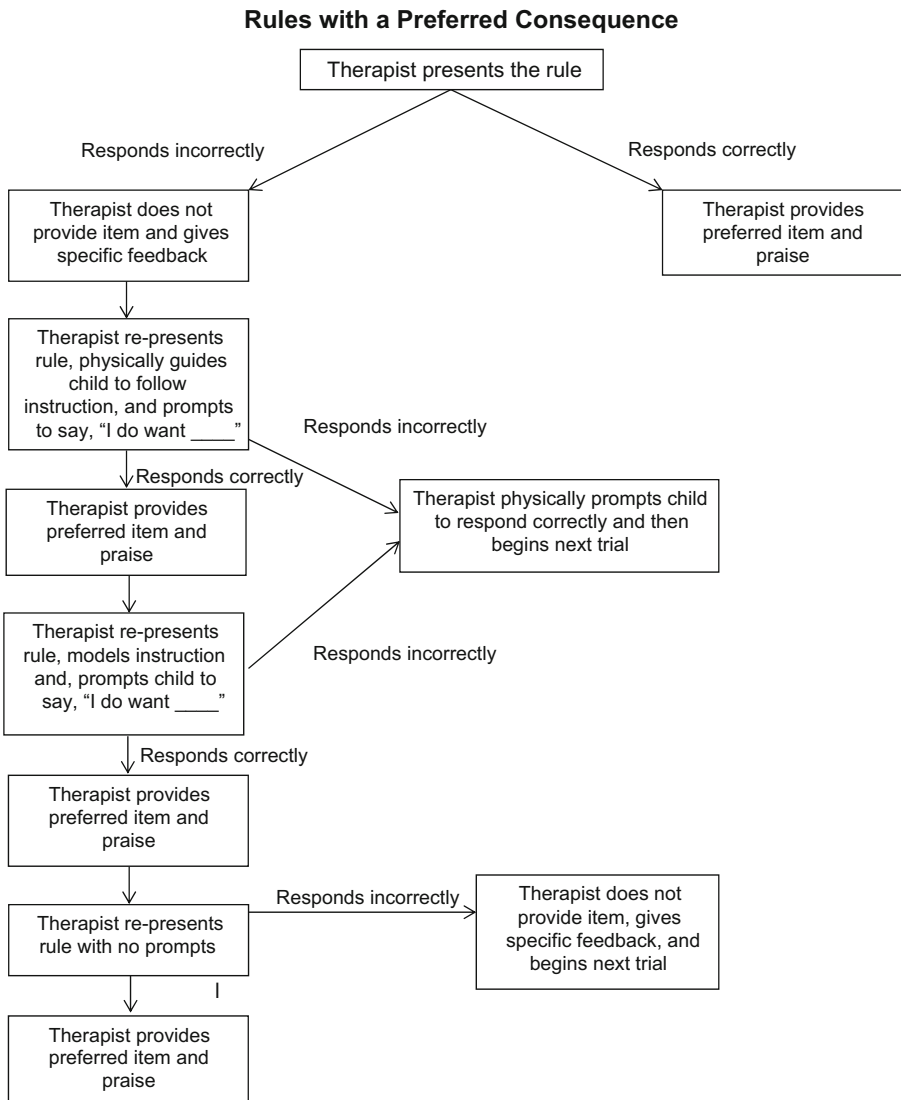 Rules with a Preferred Consequence
Therapist presents the rule
Responds incorrectly
Responds correctly
Therapist does not
provide item and gives
specific feedback
Therapist provides
preferred item and
praise
Therapist re-presents
rule, physically guides
child to follow
instruction, and prompts
to say, “I do want ____”
Responds incorrectly
Responds correctly
Therapist provides
preferred item and
praise
Therapist physically prompts child
to respond correctly and then
begins next trial
Therapist re-presents
rule, models instruction
and, prompts child to
say, “I do want ____”
Responds incorrectly
Responds correctly
Therapist provides
preferred item and
praise
Therapist re-presents
rule with no prompts
Responds incorrectly
Therapist does not
provide item, gives
specific feedback, and
begins next trial
I
Therapist provides
preferred item and
praise